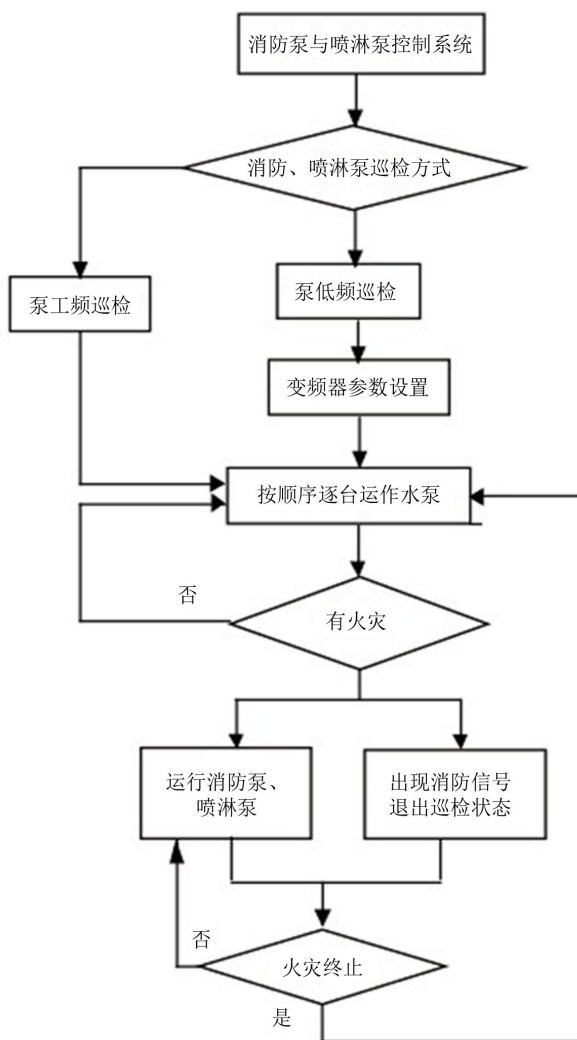 消防泵与喷淋泵控制系统
消防、喷淋泵巡检方式
泵工频巡检
泵低频巡检
变频器参数设置
按顺序逐台运作水泵
否
有火灾
运行消防泵、
喷淋泵
出现消防信号
退出巡检状态
否
火灾终止
是